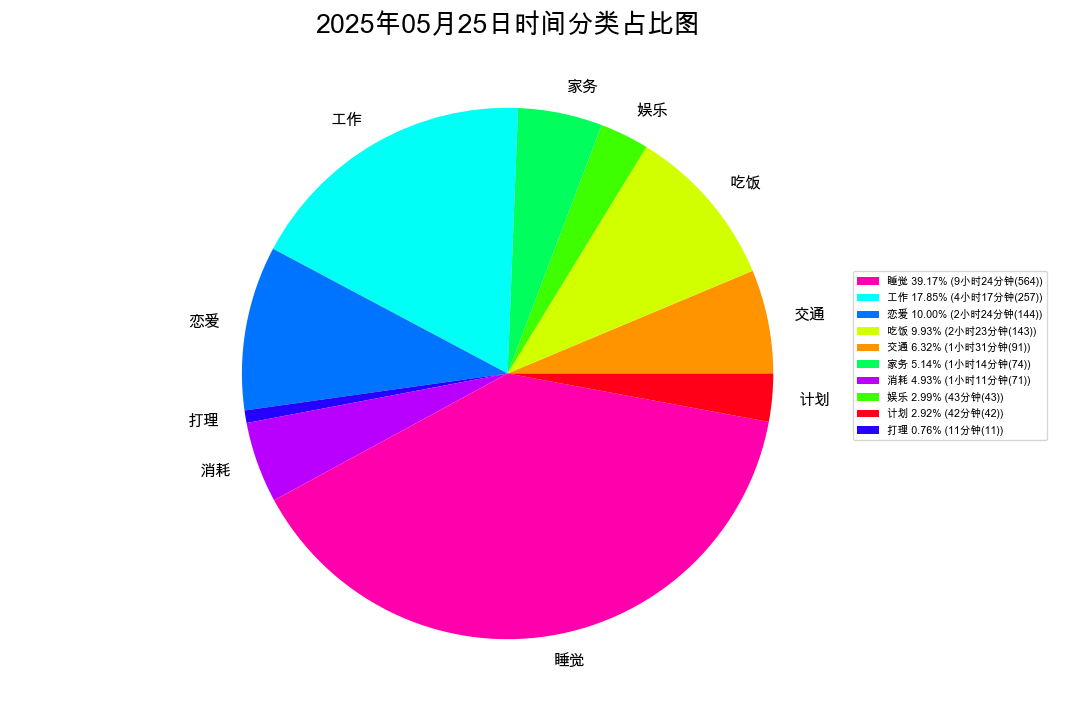 2025年05月25日时间分类占比图
家务
娱乐
工作
吃饭
恋爱
交通
计划
打理
消耗
睡觉
睡觉 39.17% (9小时24分钟(564))
工作 17.85% (4小时17分钟(257))
恋爱 10.00% (2小时24分钟(144))
吃饭 9.93% (2小时23分钟(143))
交通 6.32% (1小时31分钟(91))
家务 5.14% (1小时14分钟(74))
消耗 4.93% (1小时11分钟(71))
娱乐 2.99% (43分钟(43))
计划 2.92% (42分钟(42))
打理 0.76% (11分钟(11))